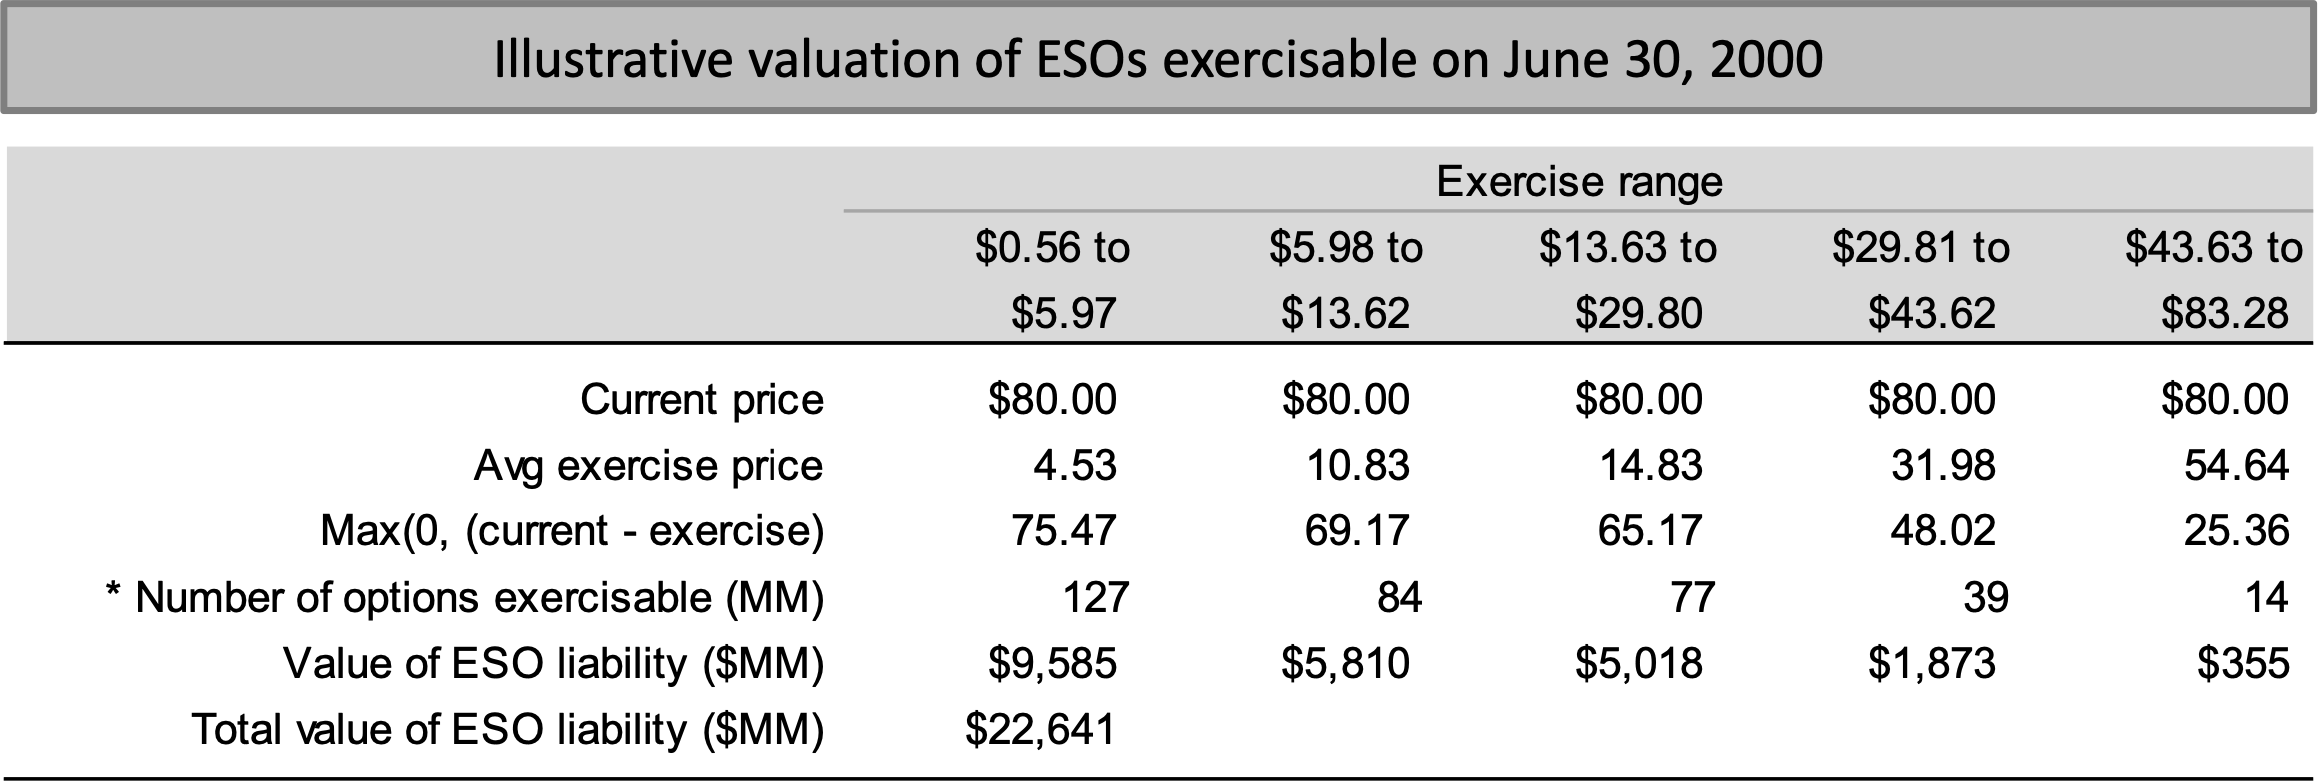 Illustrative valuation of ESOs exercisable on June 30, 2000
Exercise range
$0.56 to $5.98 to $13.63 to $29.81 to $43.63 to
$5.97 $13.62 $29.80 $43.62 $83.28
Current price $80.00 $80.00 $80.00 $80.00 $80.00
Avg exercise price 4.53 10.83 14.83 31.98 54.64
Max(0, (current - exercise) 75.47 69.17 65.17 48.02 25.36
* Number of options exercisable (MM) 127 84 77 39 14
Value of ESO liability ($MM) $9,585 $5,810 $5,018 $1,873 $355
Total value of ESO liability ($MM) $22,641